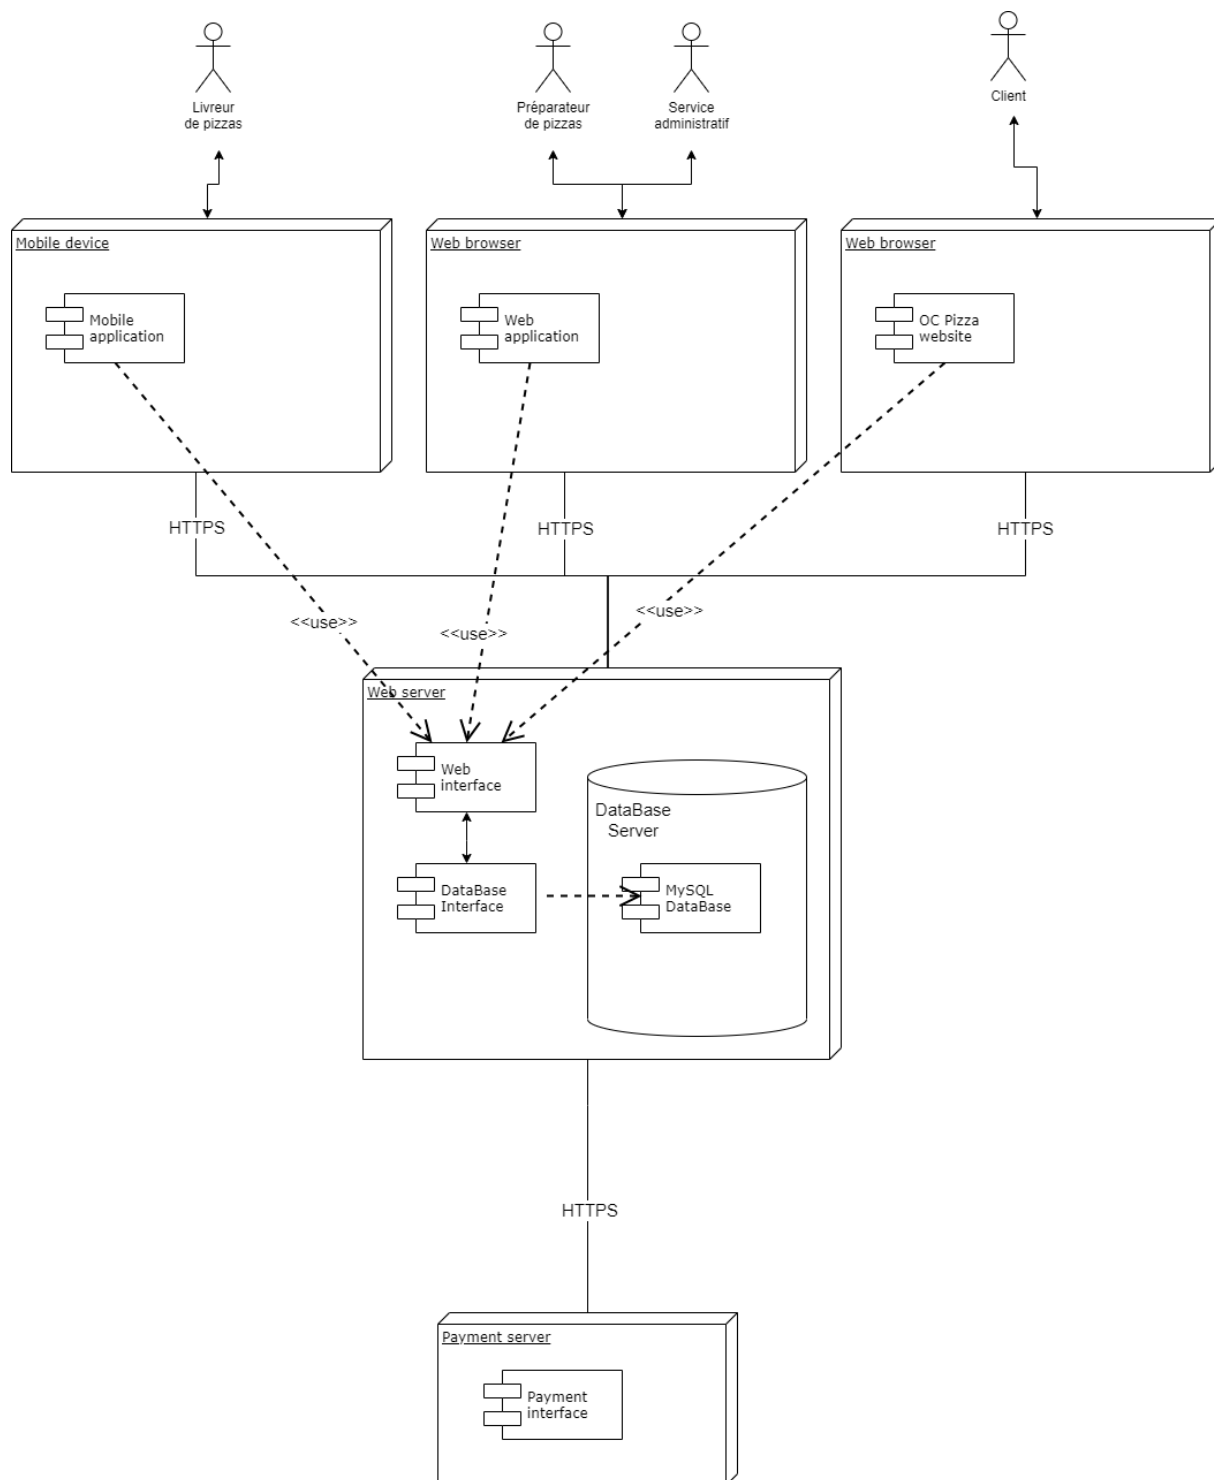 Livreur
de pizzas
Préparateur
de pizzas
Service
administratif
Client
Mobile device
Web browser
Web browser
Mobile
application
Web
application
OC Pizza
website
HTTPS
HTTPS
HTTPS
<<use>>
<<use>>
<<use>>
Web server
Web
interface
DataBase
Server
DataBase
Interface
MySQL
DataBase
HTTPS
Payment server
Payment
interface